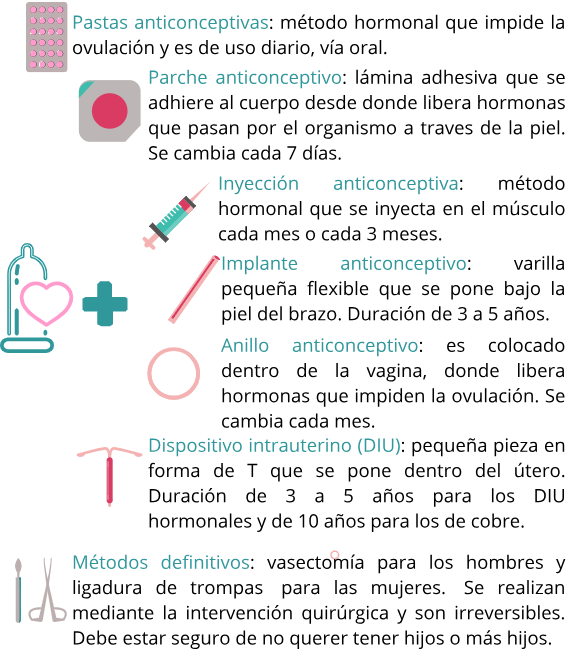 Pastas anticonceptivas: método hormonal que impide la
ovulación y es de uso diario, vía oral.
Parche anticonceptivo: lámina adhesiva que se
adhiere al cuerpo desde donde libera hormonas
que pasan por el organismo a traves de la piel.
Se cambia cada 7 días.
Inyección anticonceptiva: método
hormonal que se inyecta en el músculo
cada mes o cada 3 meses.
Implante anticonceptivo: varilla
pequeña flexible que se pone bajo la
piel del brazo. Duración de 3 a 5 años.
Anillo anticonceptivo: es colocado
dentro de la vagina, donde libera
hormonas que impiden la ovulación. Se
cambia cada mes.
Dispositivo intrauterino (DIU): pequeña pieza en
forma de T que se pone dentro del útero.
Duración de 3 a 5 años para los DIU
hormonales y de 10 años para los de cobre.
Métodos definitivos: vasectomía para los hombres y
ligadura de trompas para las mujeres. Se realizan
mediante la intervención quirúrgica y son irreversibles.
Debe estar seguro de no querer tener hijos o más hijos.